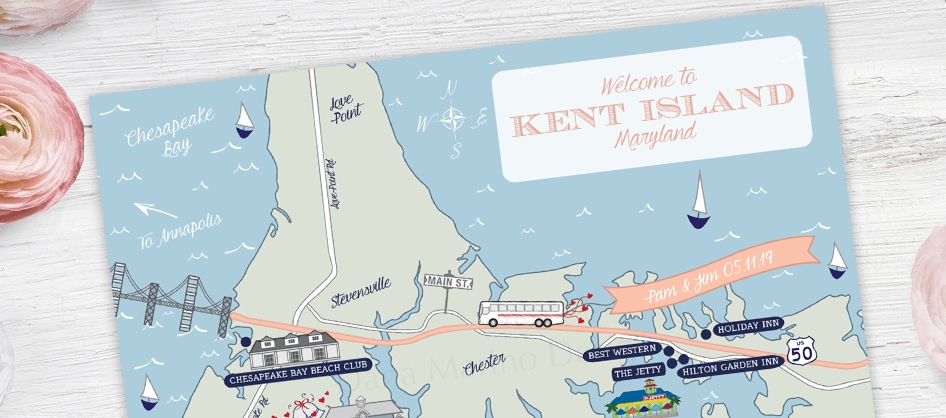 Welcome to
KENT ISLAND
Maryland
Love
Point
Chesapeake
Bay
N
W
E
S
Love Point Rd
To Annapolis
Pam & Jim 05.11.19
Stevensville
MAIN ST.
HOLIDAY INN
US
50
BEST WESTERN
CHESAPEAKE BAY BEACH CLUB
Chester
THE JETTY
HILTON GARDEN INN
JETTY